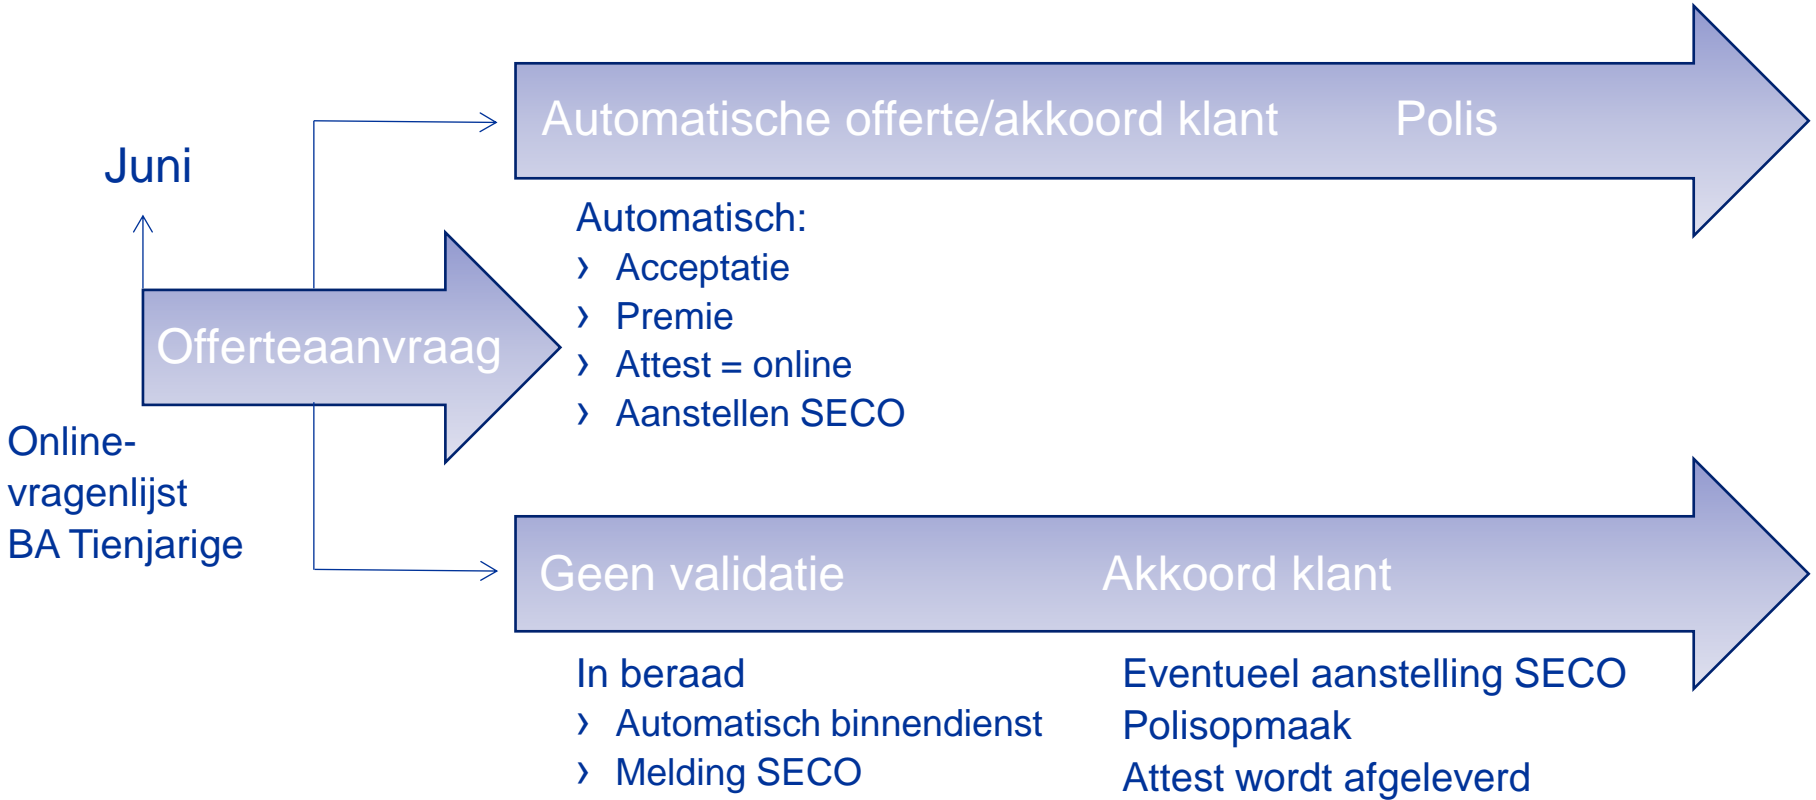 Juni
Offerteaanvraag
Online-
vragenlijst
BA Tienjarige
Automatische offerte/akkoord klant Polis
Automatisch:
› Acceptatie
› Premie
› Attest = online
› Aanstellen SECO
Geen validatie Akkoord klant
In beraad
› Automatisch binnendienst
› Melding SECO
Eventueel aanstelling SECO
Polisopmaak
Attest wordt afgeleverd